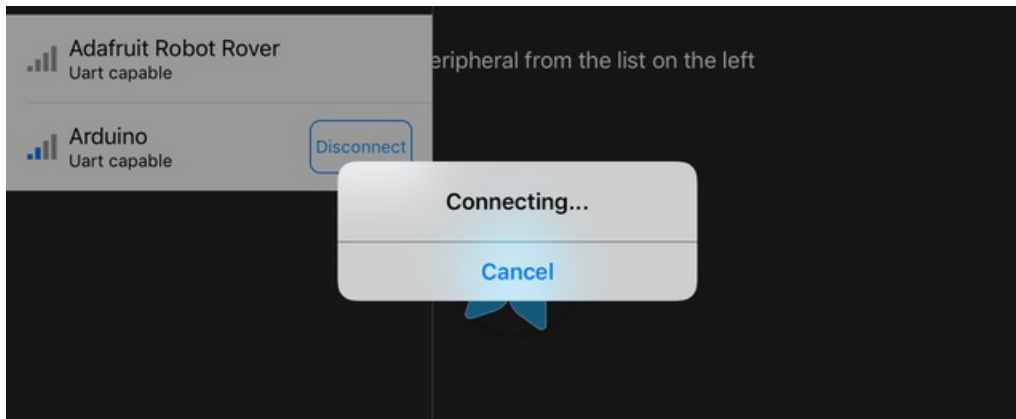 Adafruit Robot Rover
Uart capable
eripheral from the list on the left
Arduino
Uart capable
Disconnect
Connecting...
Cancel